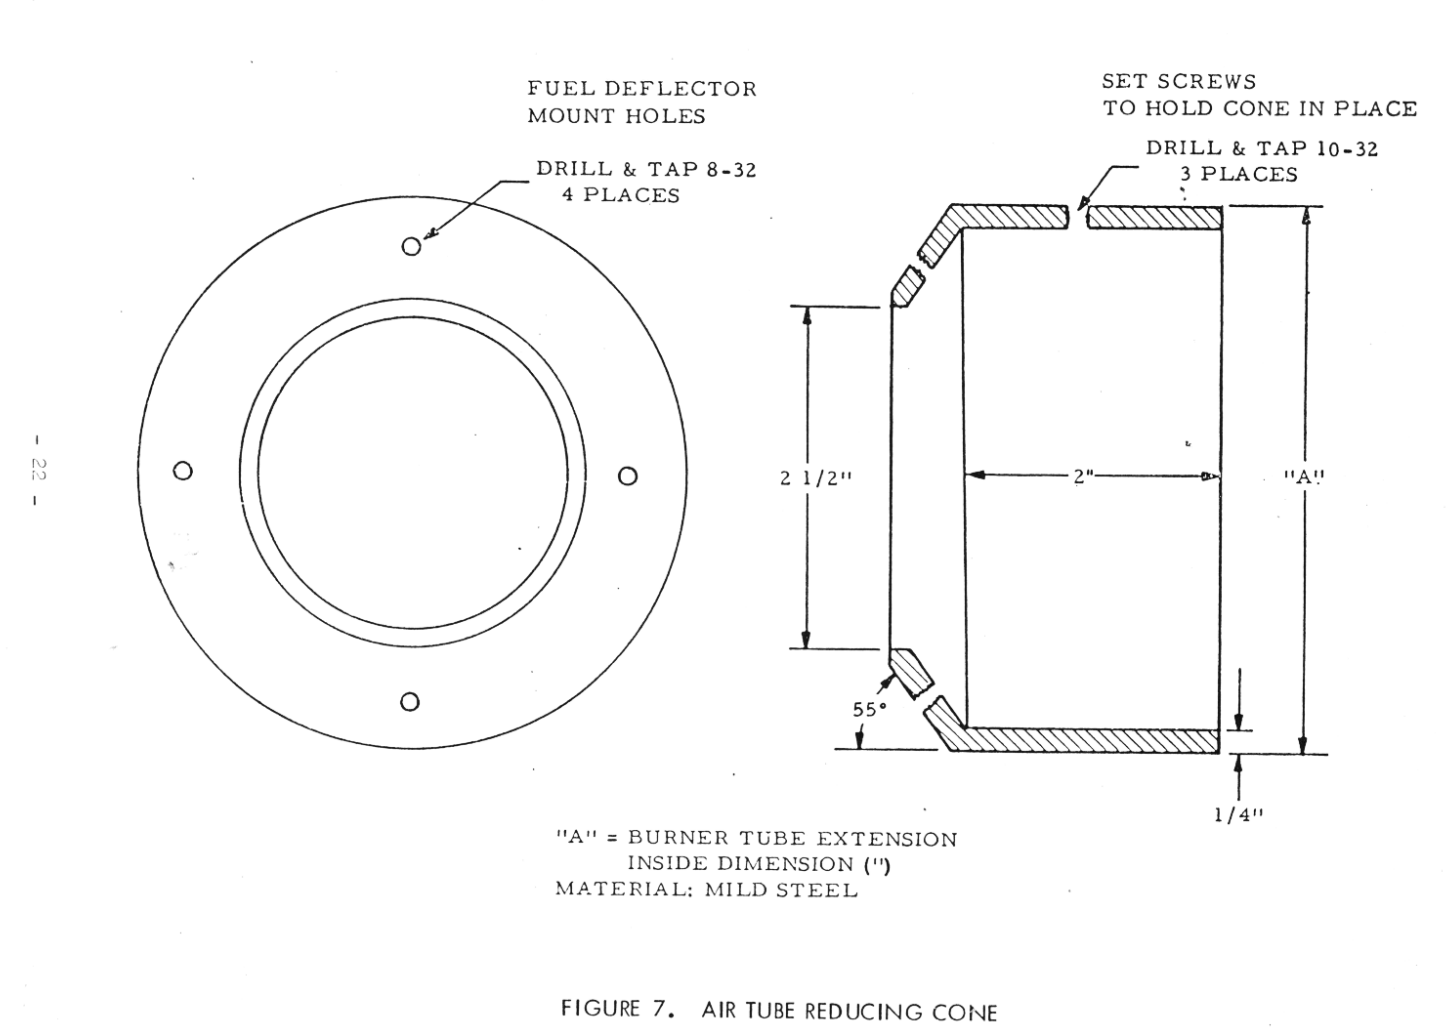 FUEL DEFLECTOR
MOUNT HOLES
DRILL & TAP 8-32
4 PLACES
SET SCREWS
TO HOLD CONE IN PLACE
DRILL & TAP 10-32
3 PLACES
- 22 -
2 1/2"
2"
"A"
55°
1/4"
"A" = BURNER TUBE EXTENSION
INSIDE DIMENSION (")
MATERIAL: MILD STEEL
FIGURE 7. AIR TUBE REDUCING CONE